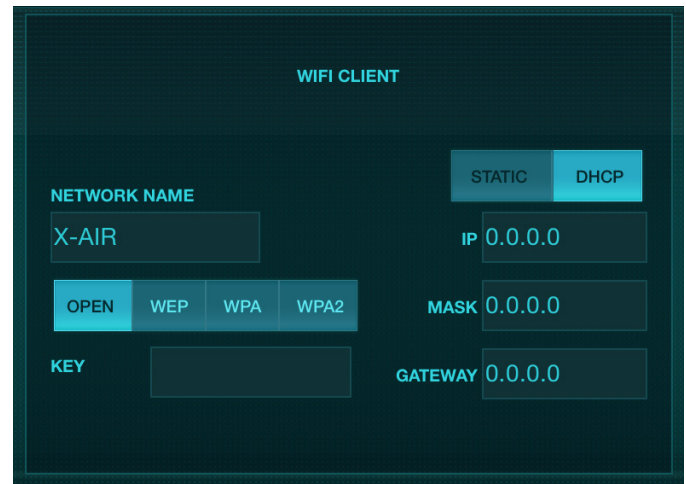 WIFI CLIENT
STATIC DHCP
NETWORK NAME
X-AIR
IP 0.0.0.0
OPEN WEP WPA WPA2
MASK 0.0.0.0
KEY
GATEWAY 0.0.0.0